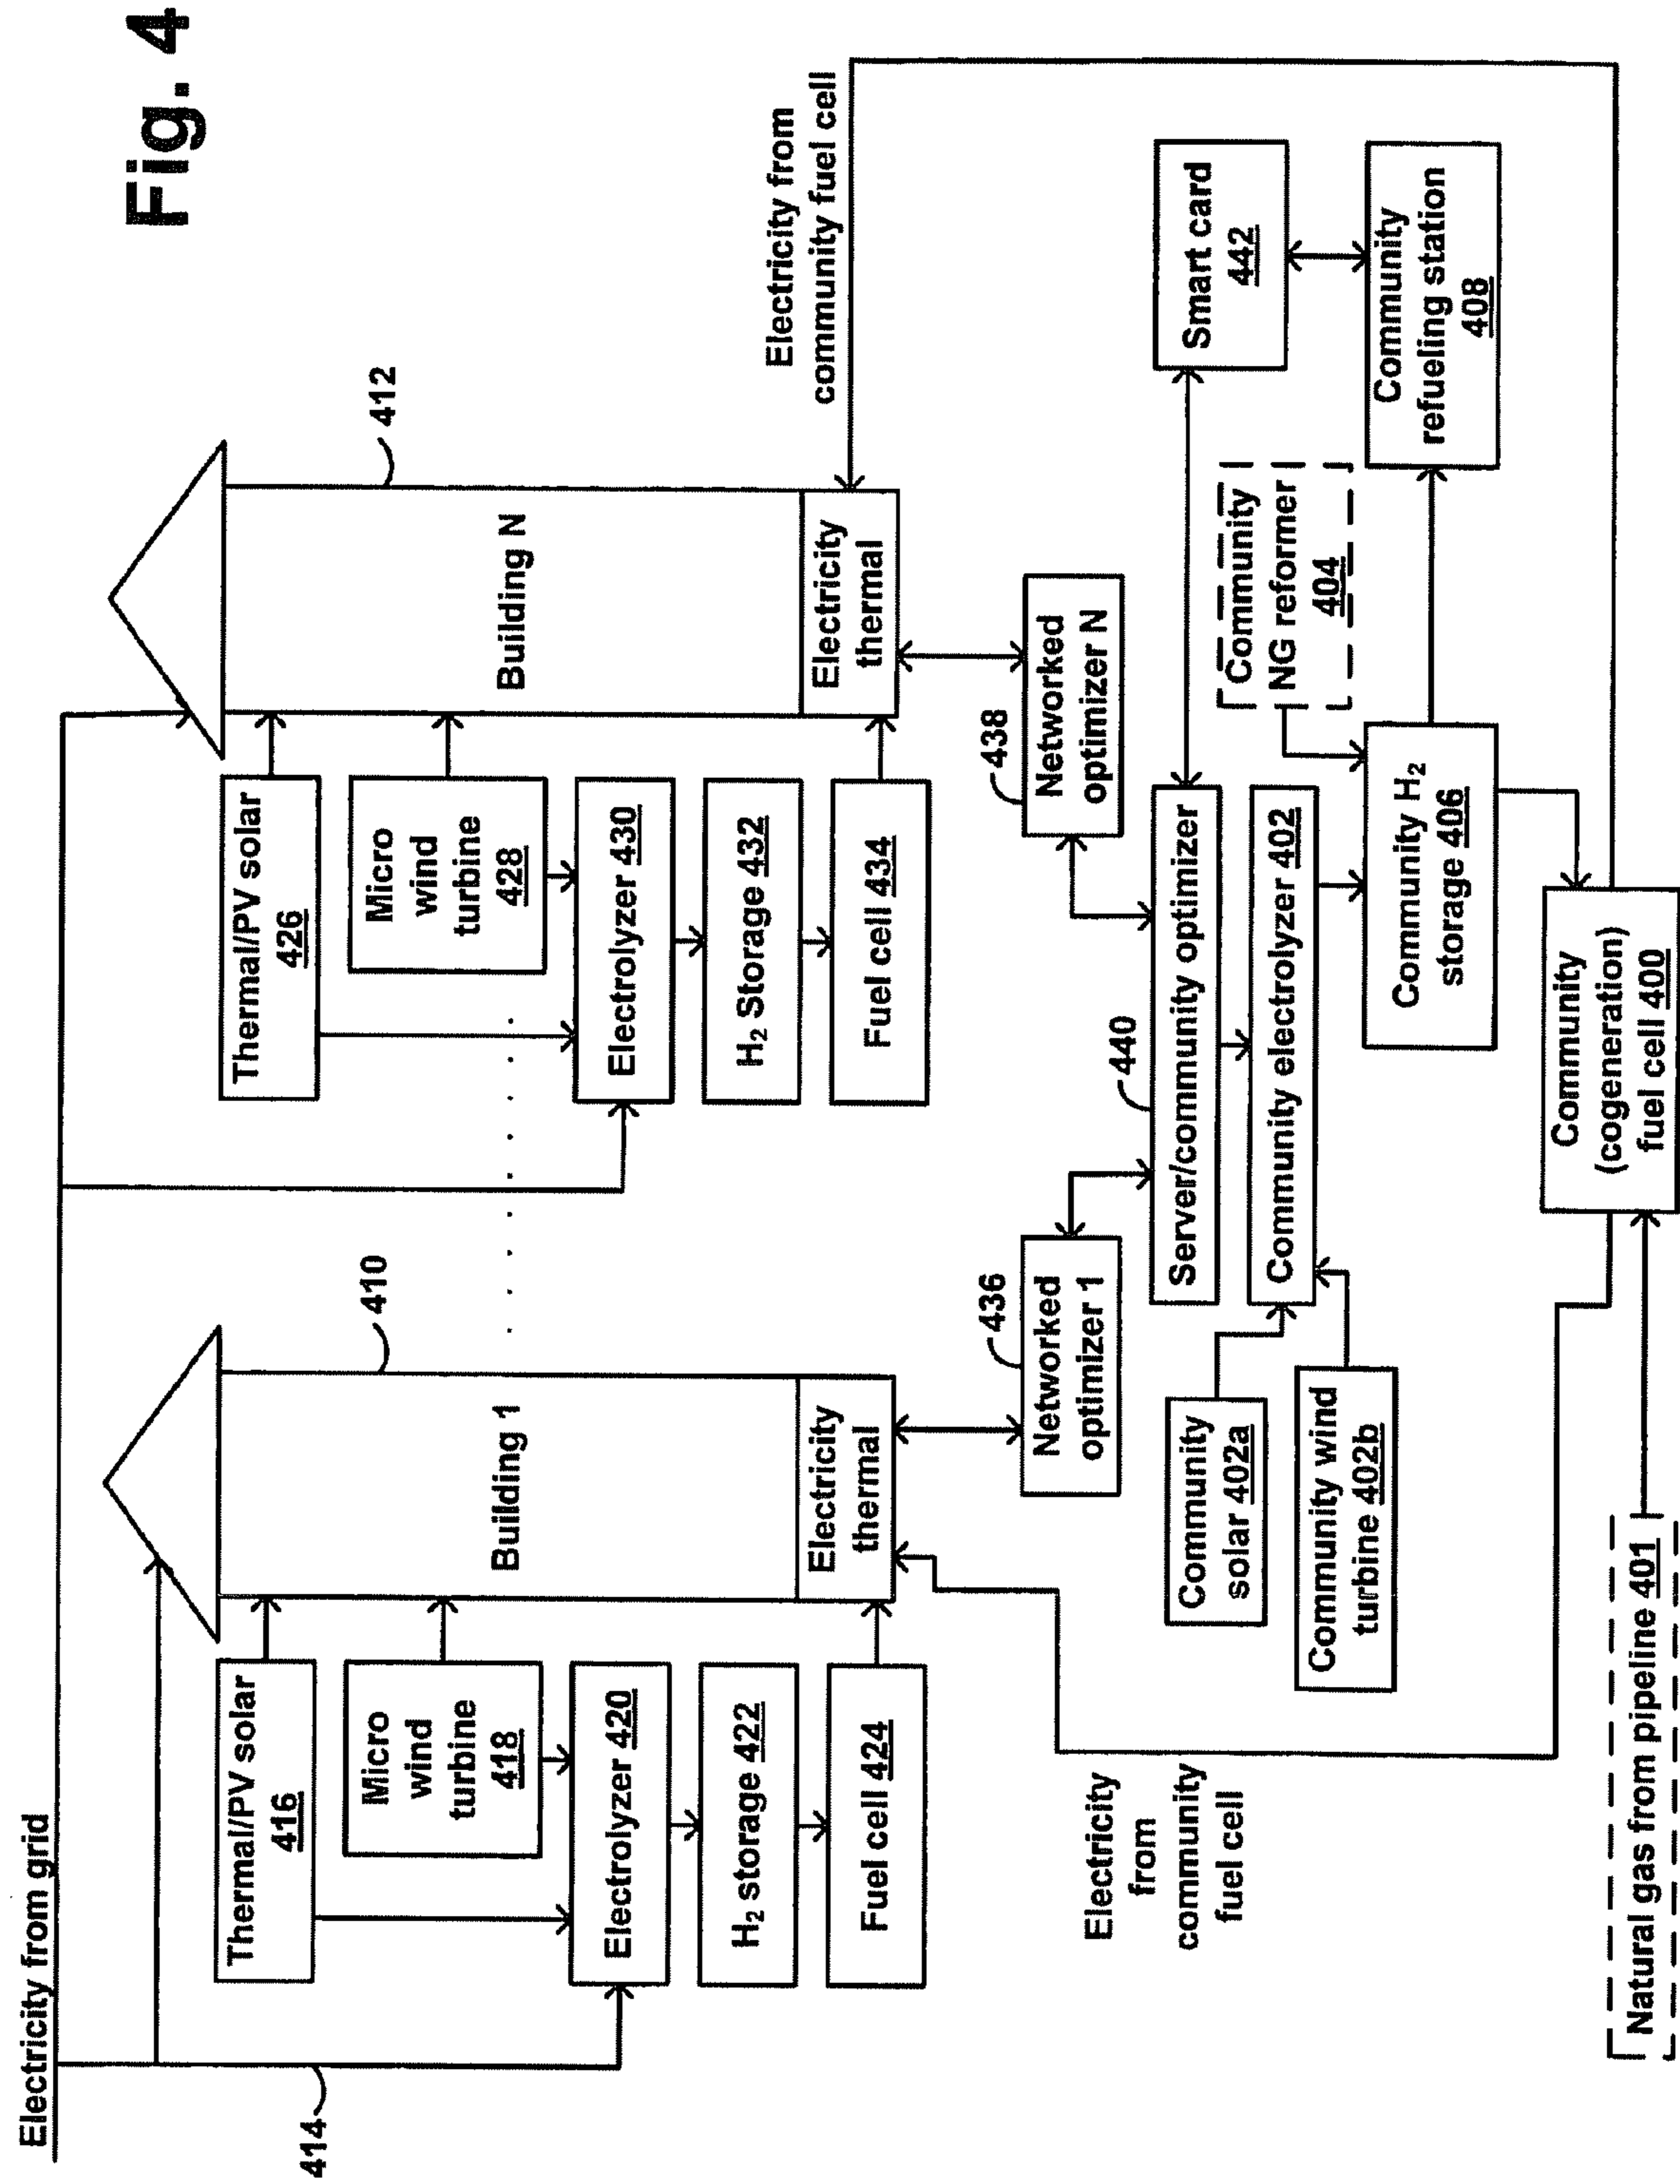 Fig. 4
Electricity from grid
414
Thermal/PV solar
416
Micro
wind
turbine
418
Electrolyzer 420
H₂ storage 422
Fuel cell 424
410
Building 1
Electricity
thermal
Thermal/PV solar
426
Micro
wind
turbine
428
Electrolyzer 430
H₂ Storage 432
Fuel cell 434
412
Building N
Electricity
thermal
Electricity from
community fuel cell
Electricity
from
community
fuel cell
436
Networked
optimizer 1
438
Networked
optimizer N
440
Server/community optimizer
Smart card
442
Community electrolyzer 402
Community
solar 402a
Community wind
turbine 402b
Community
NG reformer
404
Community H₂
storage 406
Community
refueling station
408
Community
(cogeneration)
fuel cell 400
Natural gas from pipeline 401